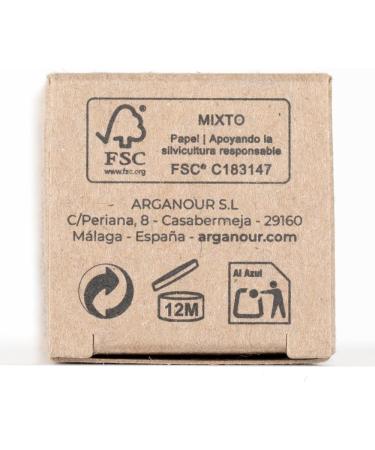 MIXTO
Papel | Apoyando la
silvicultura responsable
FSC® C183147
FSC
www.fsc.org
ARGANOUR S.L
C/Periana, 8 - Casabermeja - 29160
Málaga - España - arganour.com
12M
Al Azul